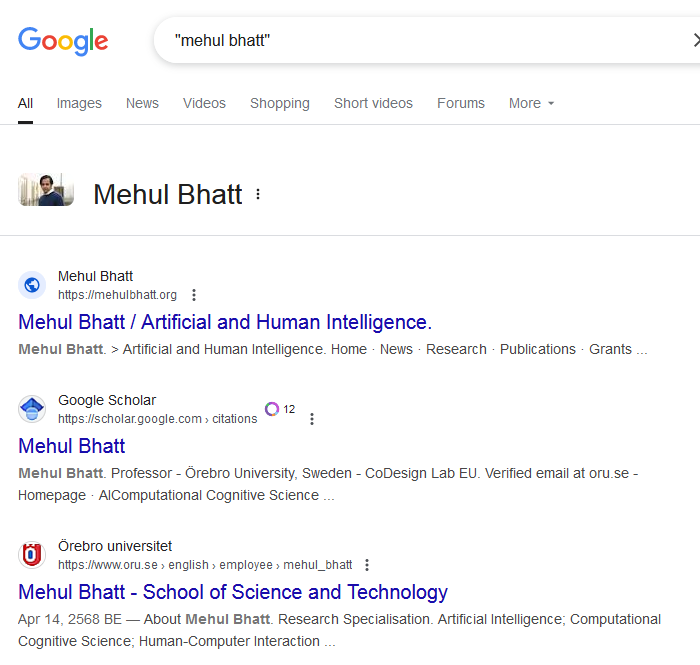 Google
"mehul bhatt"
All Images News Videos Shopping Short videos Forums More
Mehul Bhatt
Mehul Bhatt
https://mehulbhatt.org
Mehul Bhatt / Artificial and Human Intelligence.
Mehul Bhatt. > Artificial and Human Intelligence. Home · News · Research · Publications · Grants ...
Google Scholar
https://scholar.google.com › citations 12
Mehul Bhatt
Mehul Bhatt. Professor - Örebro University, Sweden - CoDesign Lab EU. Verified email at oru.se -
Homepage · AIComputational Cognitive Science ...
Örebro universitet
https://www.oru.se › english › employee › mehul_bhatt
Mehul Bhatt - School of Science and Technology
Apr 14, 2568 BE — About Mehul Bhatt. Research Specialisation. Artificial Intelligence; Computational
Cognitive Science; Human-Computer Interaction ...